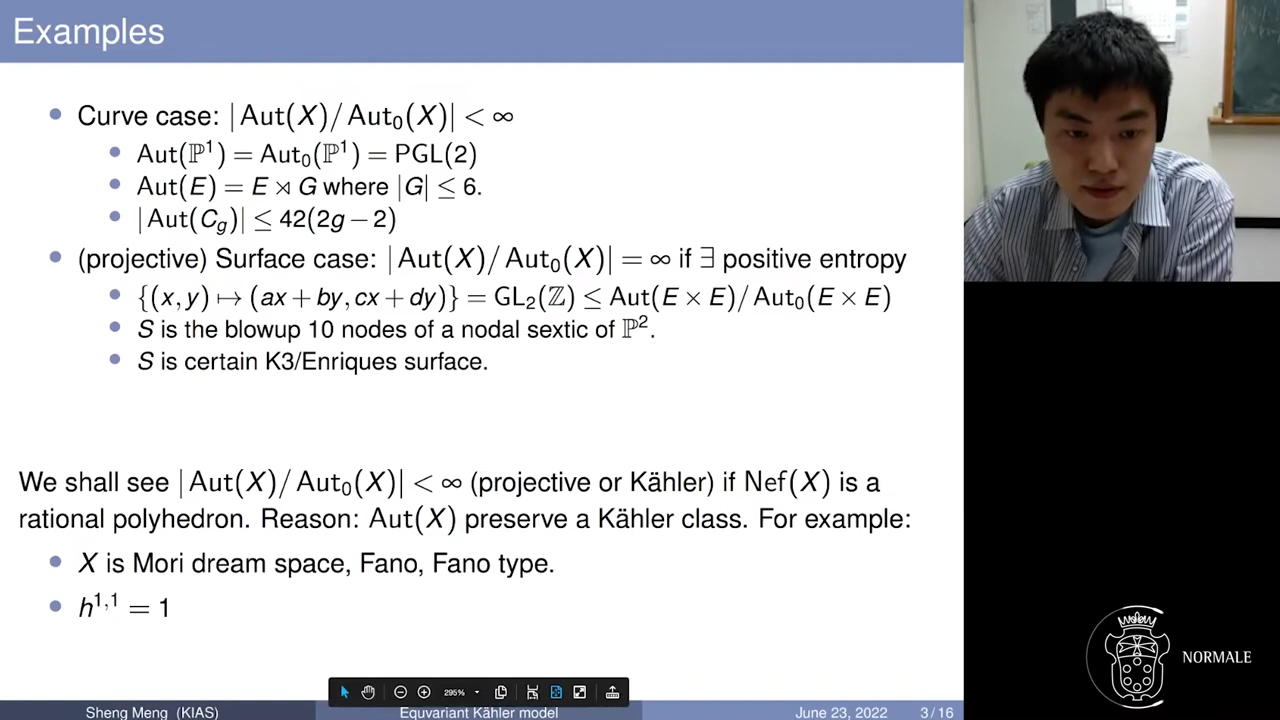 Examples
• Curve case: |Aut(X)/Aut₀(X)| < ∞
• Aut(ℙ¹) = Aut₀(ℙ¹) = PGL(2)
• Aut(E) = E ⋊ G where |G| ≤ 6.
• |Aut(C_g)| ≤ 42(2g − 2)
• (projective) Surface case: |Aut(X)/Aut₀(X)| = ∞ if ∃ positive entropy
• {(x, y) ↦ (ax + by, cx + dy)} = GL₂(ℤ) ≤ Aut(E × E)/Aut₀(E × E)
• S is the blowup 10 nodes of a nodal sextic of ℙ².
• S is certain K3/Enriques surface.
We shall see |Aut(X)/Aut₀(X)| < ∞ (projective or Kähler) if Nef(X) is a
rational polyhedron. Reason: Aut(X) preserve a Kähler class. For example:
• X is Mori dream space, Fano, Fano type.
• h¹,¹ = 1
295%
Sheng Meng (KIAS) Equvariant Kähler model June 23, 2022 3 / 16
NORMALE